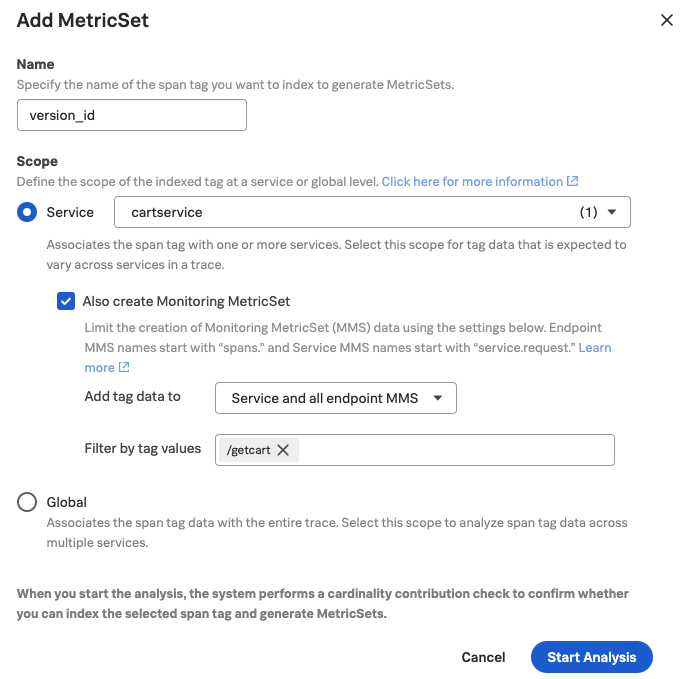 Add MetricSet
Name
Specify the name of the span tag you want to index to generate MetricSets.
version_id
Scope
Define the scope of the indexed tag at a service or global level. Click here for more information
Service
cartservice (1)
Associates the span tag with one or more services. Select this scope for tag data that is expected to
vary across services in a trace.
Also create Monitoring MetricSet
Limit the creation of Monitoring MetricSet (MMS) data using the settings below. Endpoint
MMS names start with “spans.” and Service MMS names start with “service.request.” Learn
more
Add tag data to
Service and all endpoint MMS
Filter by tag values
/getcart
Global
Associates the span tag data with the entire trace. Select this scope to analyze span tag data across
multiple services.
When you start the analysis, the system performs a cardinality contribution check to confirm whether
you can index the selected span tag and generate MetricSets.
Cancel
Start Analysis